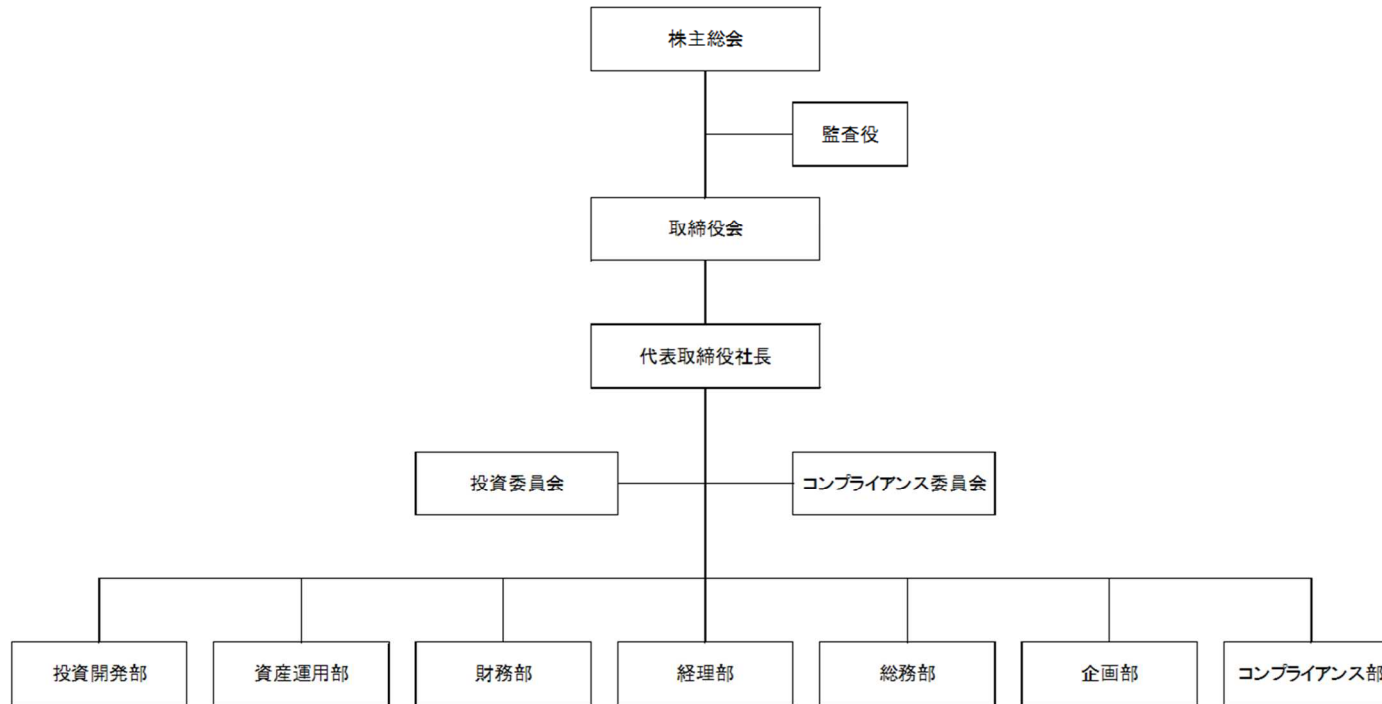 株主総会
監査役
取締役会
代表取締役社長
投資委員会
コンプライアンス委員会
投資開発部
資産運用部
財務部
経理部
総務部
企画部
コンプライアンス部